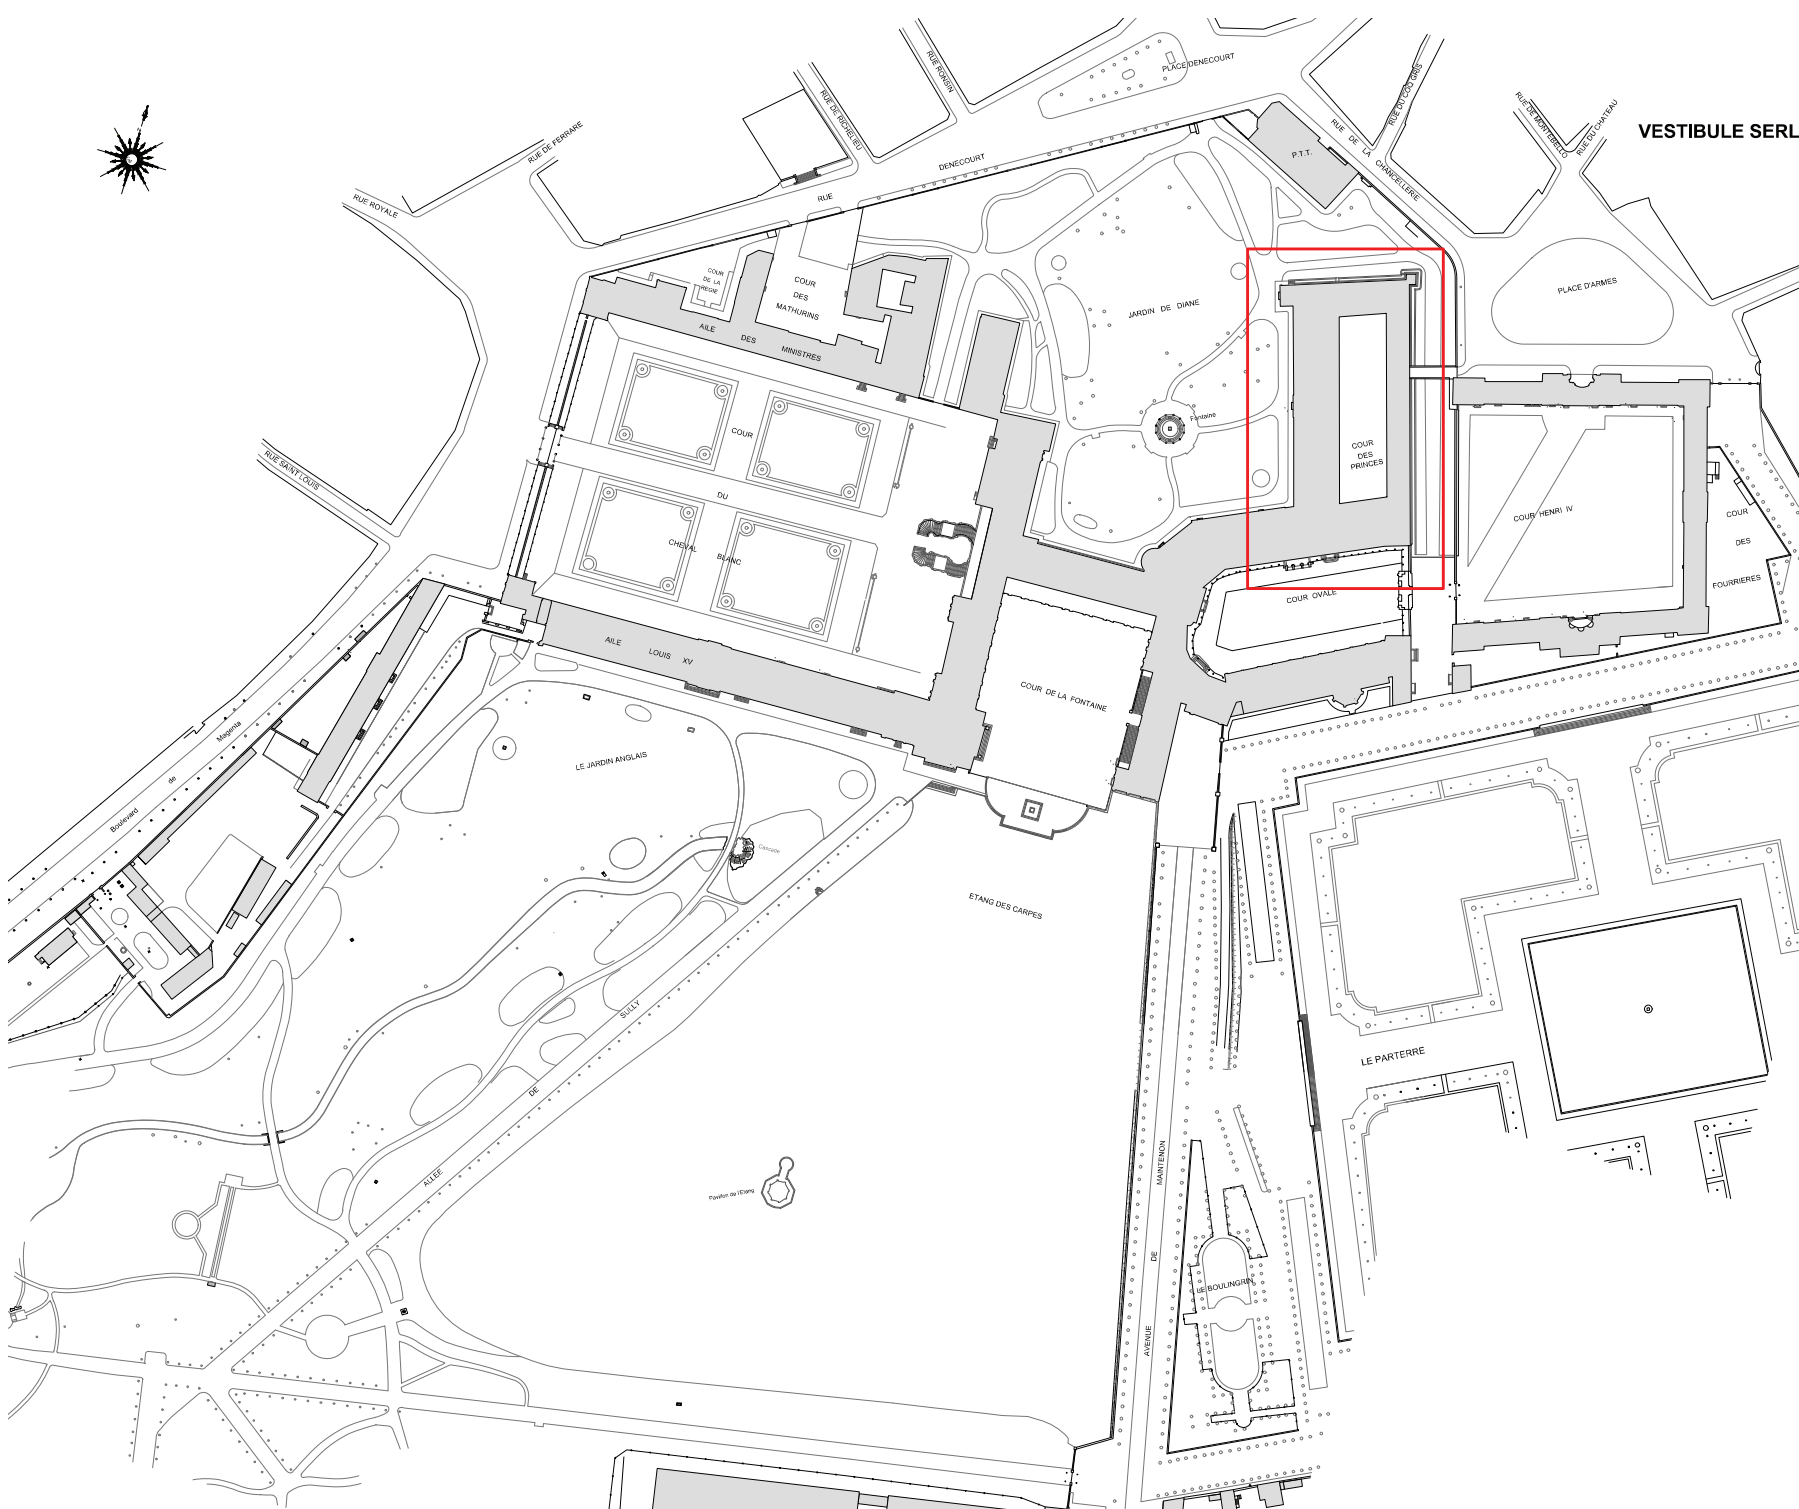 RUE RONSIN
PLACE DENECOURT
RUE DU COQ GRIS
RUE DE RICHELIEU
RUE DE MONTEBELLO
RUE DU CHATEAU
VESTIBULE SERL
RUE DE FERRARE
RUE DE LA CHANCELLERIE
P.T.T.
RUE DENECOURT
RUE ROYALE
COUR
DE LA
REGIE
COUR
DES
MATHURINS
PLACE D'ARMES
JARDIN DE DIANE
AILE DES MINISTRES
Fontaine
COUR
DES
PRINCES
RUE SAINT LOUIS
COUR DU CHEVAL BLANC
COUR HENRI IV
COUR
DES
FOURRIERES
COUR OVALE
AILE LOUIS XV
COUR DE LA FONTAINE
Boulevard de Magenta
LE JARDIN ANGLAIS
Cascade
ETANG DES CARPES
ALLEE DE SULLY
LE PARTERRE
Pavillon de l'Etang
AVENUE DE MAINTENON
LE BOULINGRIN